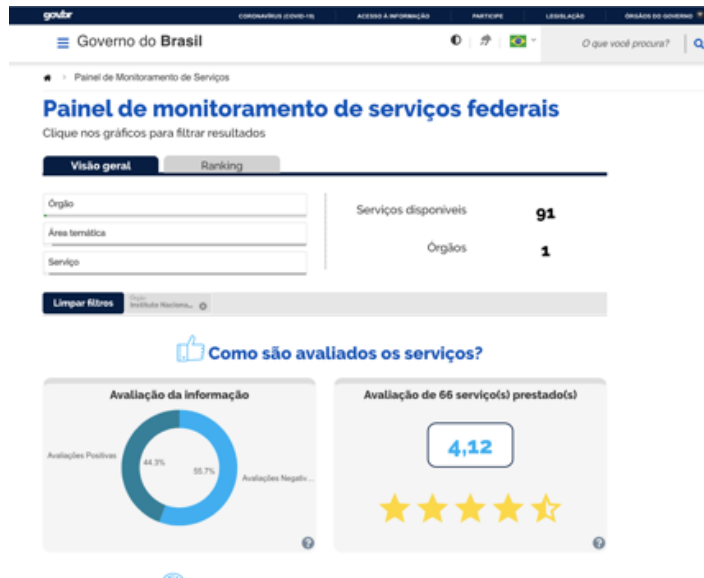 govbr
CORONAVÍRUS (COVID-19) ACESSO À INFORMAÇÃO PARTICIPE LEGISLAÇÃO ÓRGÃOS DO GOVERNO
Governo do Brasil
O que você procura?
Painel de Monitoramento de Serviços
Painel de monitoramento de serviços federais
Clique nos gráficos para filtrar resultados
Visão geral Ranking
Órgão
Área temática
Serviço
Serviços disponíveis 91
Órgãos 1
Limpar filtros
Órgão
Instituto Naciona...
Como são avaliados os serviços?
Avaliação da informação
Avaliações Positivas
44.3%
55.7%
Avaliações Negativ...
Avaliação de 66 serviço(s) prestado(s)
4,12